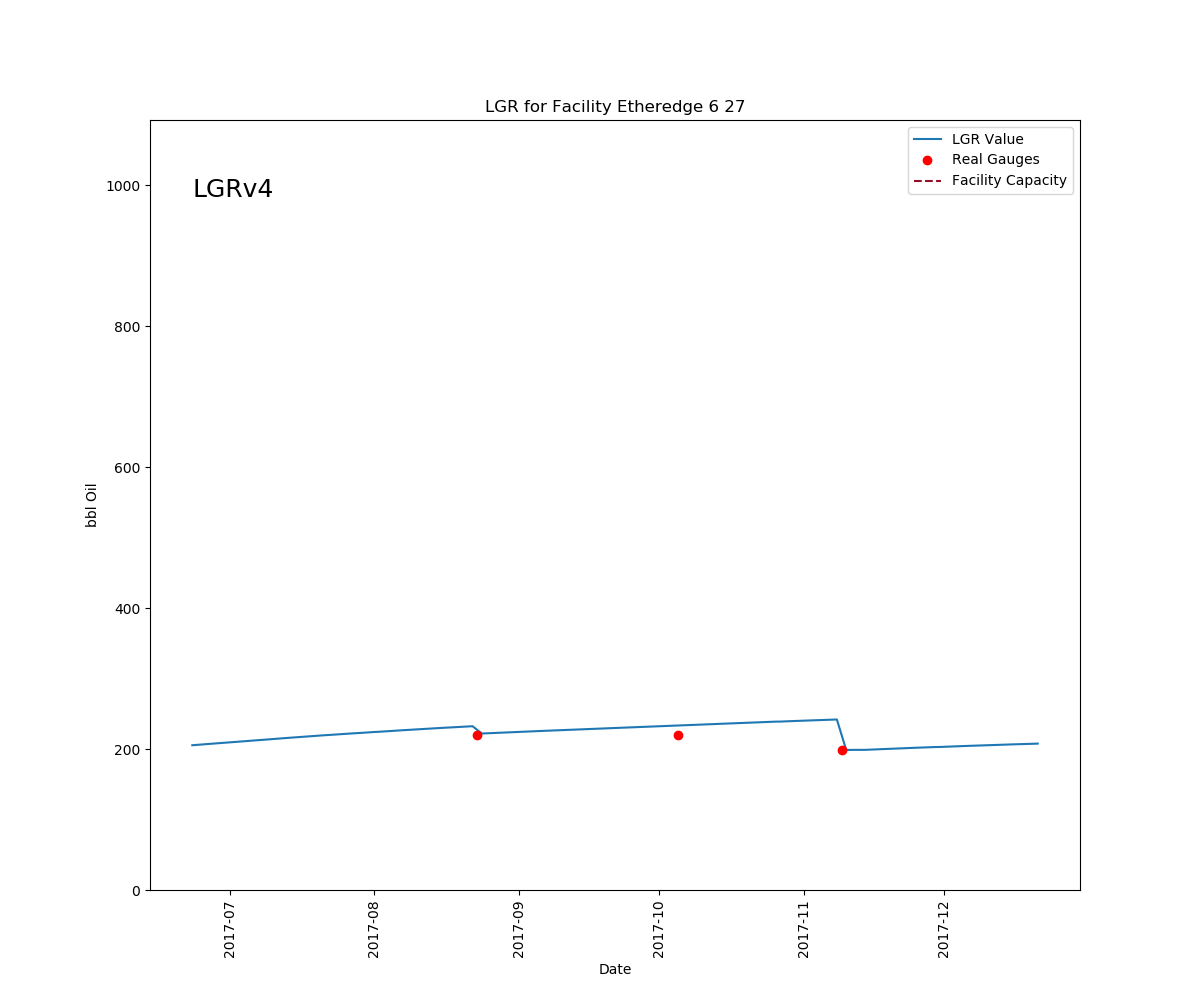 LGR for Facility Etheredge 6 27
LGRv4
LGR Value
Real Gauges
Facility Capacity
1000
800
600
400
200
0
bbl Oil
2017-07
2017-08
2017-09
2017-10
2017-11
2017-12
Date